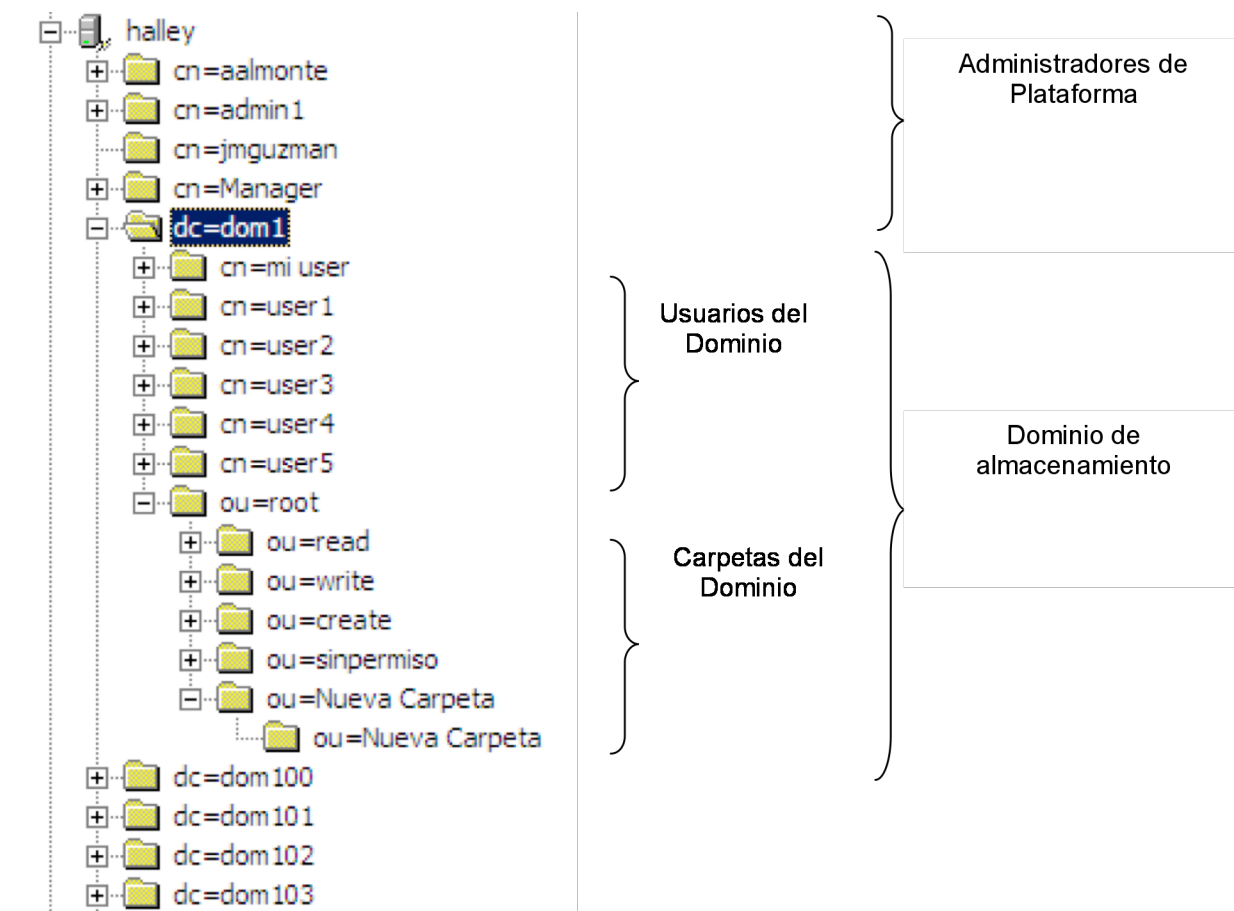 halley
cn=aalmonte
cn=admin1
cn=jmguzman
cn=Manager
dc=dom1
cn=mi user
cn=user1
cn=user2
cn=user3
cn=user4
cn=user5
ou=root
ou=read
ou=write
ou=create
ou=sinpermiso
ou=Nueva Carpeta
ou=Nueva Carpeta
dc=dom100
dc=dom101
dc=dom102
dc=dom103
Usuarios del
Dominio
Carpetas del
Dominio
Administradores de
Plataforma
Dominio de
almacenamiento